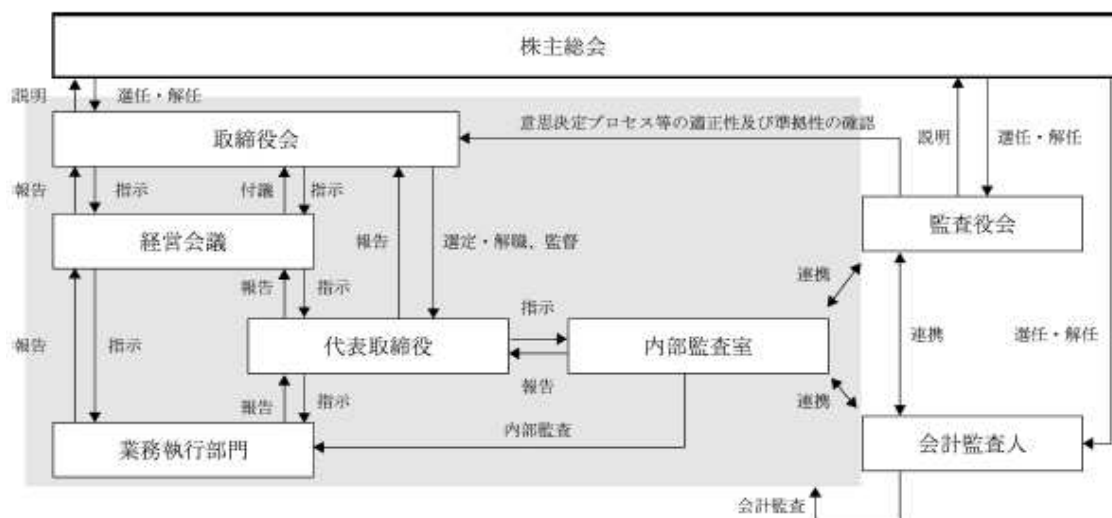 株主総会
説明
選任・解任
取締役会
意思決定プロセス等の適正性及び準拠性の確認
説明
選任・解任
報告
指示
付議
指示
経営会議
報告
選定・解職、監督
監査役会
連携
報告
指示
指示
報告
指示
代表取締役
内部監査室
連携
選任・解任
報告
連携
報告
指示
内部監査
業務執行部門
会計監査人
会計監査